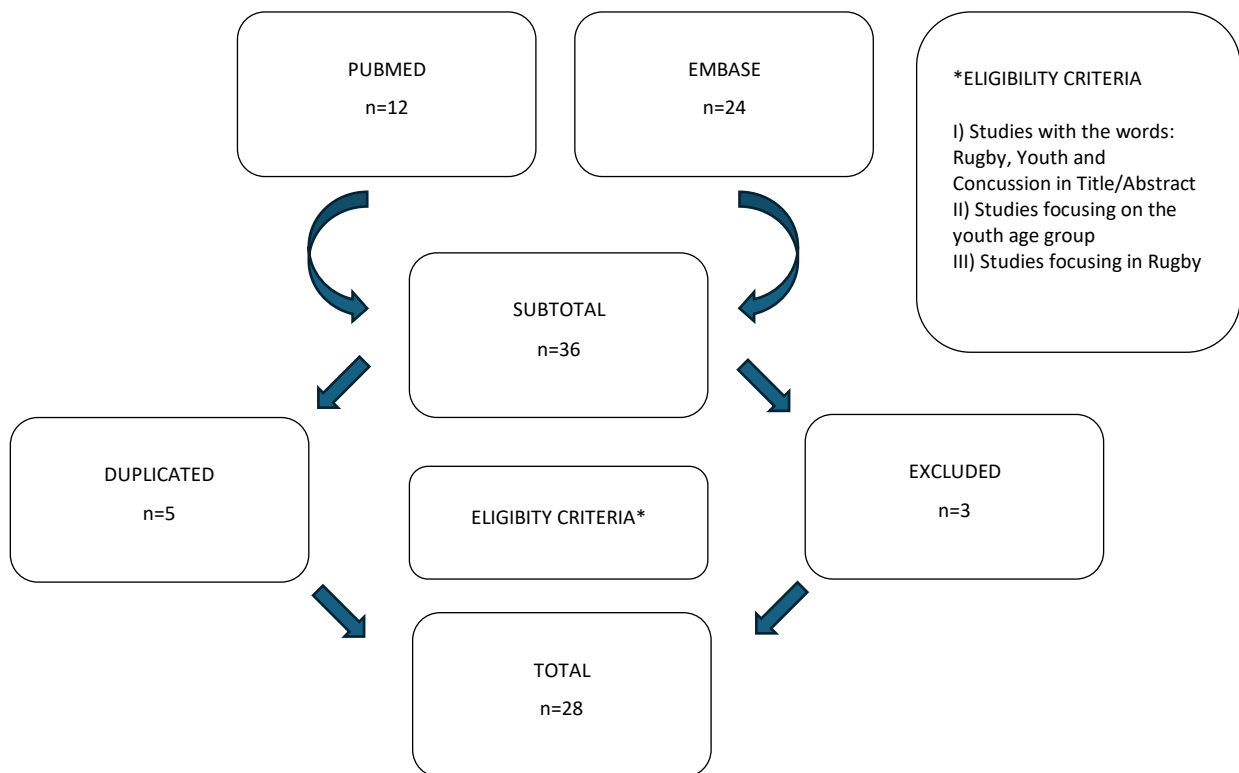 PUBMED
n=12
EMBASE
n=24
*ELIGIBILITY CRITERIA
I) Studies with the words:
Rugby, Youth and
Concussion in Title/Abstract
II) Studies focusing on the
youth age group
III) Studies focusing in Rugby
SUBTOTAL
n=36
DUPLICATED
n=5
ELIGIBITY CRITERIA*
EXCLUDED
n=3
TOTAL
n=28